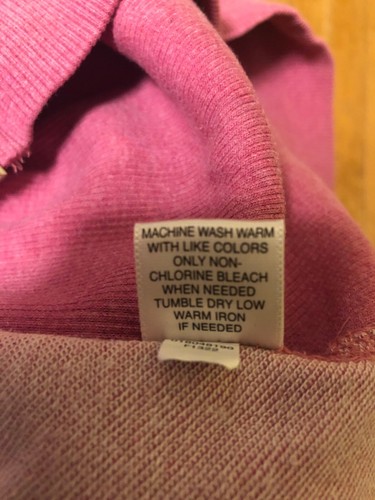 MACHINE WASH WARM
WITH LIKE COLORS
ONLY NON-
CHLORINE BLEACH
WHEN NEEDED
TUMBLE DRY LOW
WARM IRON
IF NEEDED
F1422